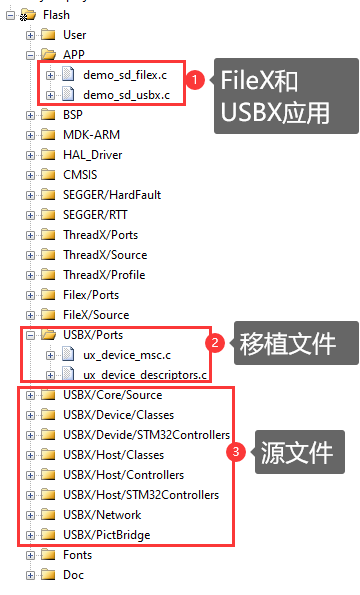 Flash
User
APP
demo_sd_filex.c
demo_sd_usbx.c
1
FileX和
USBX应用
BSP
MDK-ARM
HAL_Driver
CMSIS
SEGGER/HardFault
SEGGER/RTT
ThreadX/Ports
ThreadX/Source
ThreadX/Profile
Filex/Ports
FileX/Source
USBX/Ports
ux_device_msc.c
ux_device_descriptors.c
2
移植文件
USBX/Core/Source
USBX/Device/Classes
USBX/Devide/STM32Controllers
USBX/Host/Classes
USBX/Host/Controllers
USBX/Host/STM32Controllers
USBX/Network
USBX/PictBridge
3
源文件
Fonts
Doc